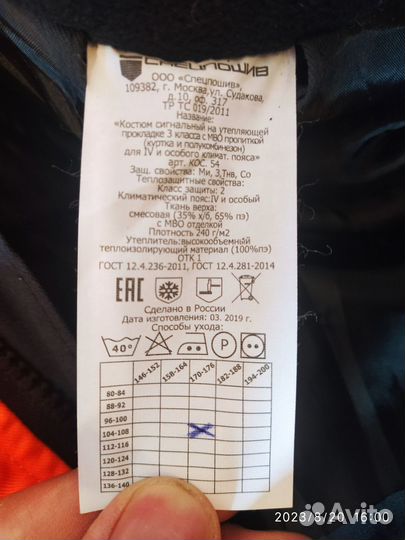 СПЕЦПОШИВ
ООО «Спецпошив»,
109382, г. Москва,ул. Судакова,
д.10, оф. 317
ТР ТС 019/2011
Название:
«Костюм сигнальный на утепляющей
прокладке 3 класса с МВО пропиткой
(куртка и полукомбинезон)
для IV и особого климат. пояса»
арт. КОС. 54
Защ. свойства: Ми, З,Тнв, Со
Теплозащитные свойства:
Класс защиты: 2
Климатический пояс: IV и особый
Ткань верха:
смесовая (35% х/б, 65% пэ)
с МВО отделкой
Плотность 240 г/м2
Утеплитель:высокообъемный
теплоизолирующий материал (100%пэ)
ОТК 1
ГОСТ 12.4.236-2011, ГОСТ 12.4.281-2014
ЕАС
Сделано в России
Дата изготовления: 03. 2019 г.
Способы ухода:
40° P
146-152 158-164 170-176 182-188 194-200
80-84
88-92
96-100
104-108 X
112-116
120-124
128-132
136-140
2023/8/20 16:00
Avito